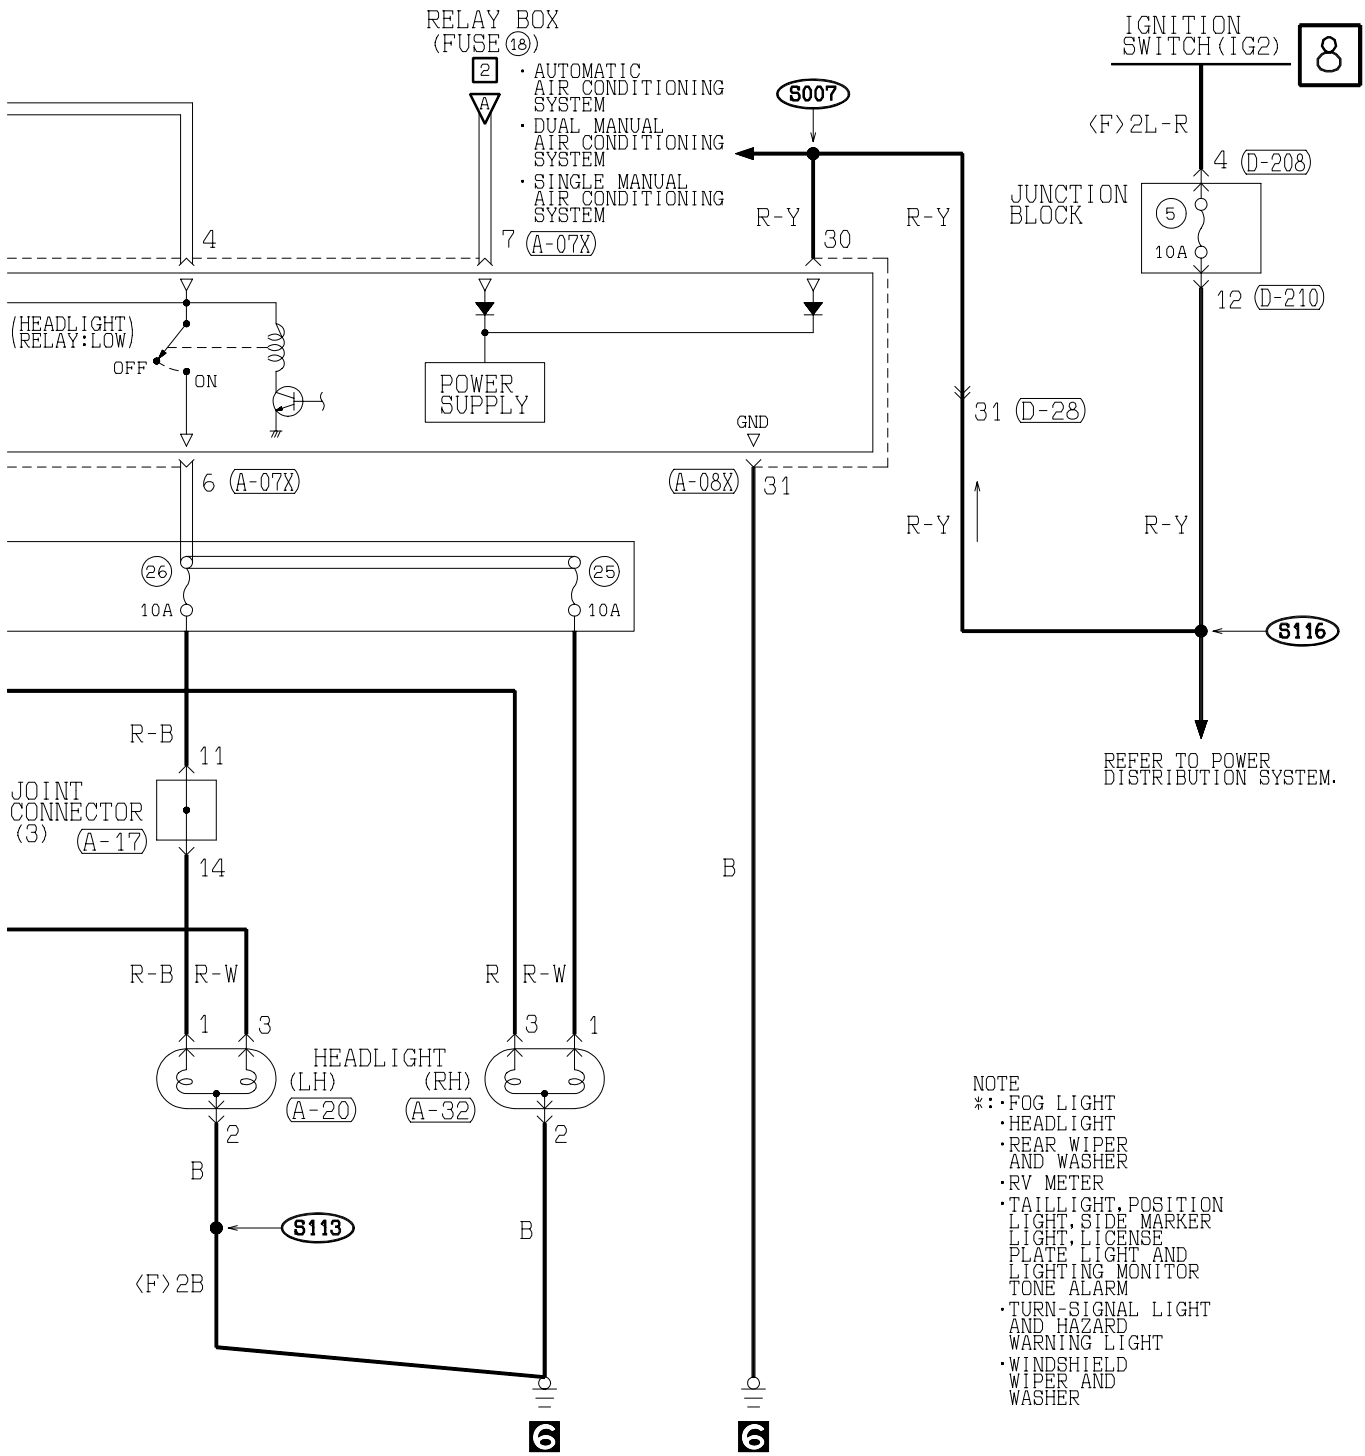 RELAY BOX
(FUSE 18)
2
A
· AUTOMATIC
AIR CONDITIONING
SYSTEM
· DUAL MANUAL
AIR CONDITIONING
SYSTEM
· SINGLE MANUAL
AIR CONDITIONING
SYSTEM
S007
IGNITION
SWITCH(IG2)
8
〈F〉2L-R
4 (D-208)
JUNCTION
BLOCK
5
10A
12 (D-210)
R-Y
R-Y
4
7 (A-07X)
30
(HEADLIGHT
RELAY:LOW)
OFF
ON
POWER
SUPPLY
GND
31 (D-28)
6 (A-07X)
(A-08X) 31
R-Y
R-Y
26
10A
25
10A
S116
REFER TO POWER
DISTRIBUTION SYSTEM.
R-B
11
JOINT
CONNECTOR
(3) (A-17)
14
B
R-B
R-W
R
R-W
1
3
3
1
HEADLIGHT
(LH)
(RH)
(A-20)
(A-32)
2
2
B
S113
B
〈F〉2B
6
6
NOTE
*:·FOG LIGHT
·HEADLIGHT
·REAR WIPER
AND WASHER
·RV METER
·TAILLIGHT,POSITION
LIGHT,SIDE MARKER
LIGHT,LICENSE
PLATE LIGHT AND
LIGHTING MONITOR
TONE ALARM
·TURN-SIGNAL LIGHT
AND HAZARD
WARNING LIGHT
·WINDSHIELD
WIPER AND
WASHER